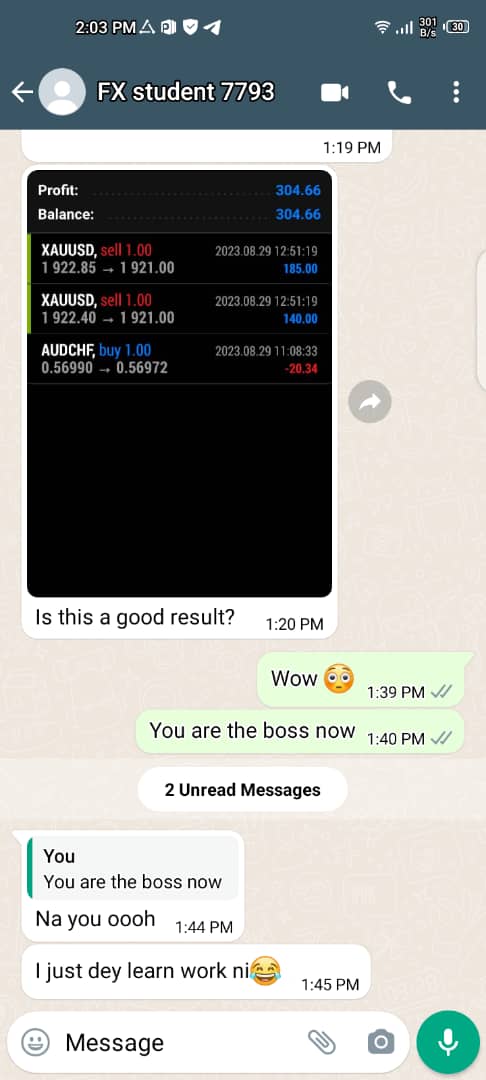 2:03 PM
301
B/s
30
FX student 7793
1:19 PM
Profit: 304.66
Balance: 304.66
XAUUSD, sell 1.00 2023.08.29 12:51:19
1 922.85 → 1 921.00 185.00
XAUUSD, sell 1.00 2023.08.29 12:51:19
1 922.40 → 1 921.00 140.00
AUDCHF, buy 1.00 2023.08.29 11:08:33
0.56990 → 0.56972 -20.34
Is this a good result? 1:20 PM
Wow 😳 1:39 PM
You are the boss now 1:40 PM
2 Unread Messages
You
You are the boss now
Na you oooh 1:44 PM
I just dey learn work ni😂 1:45 PM
Message